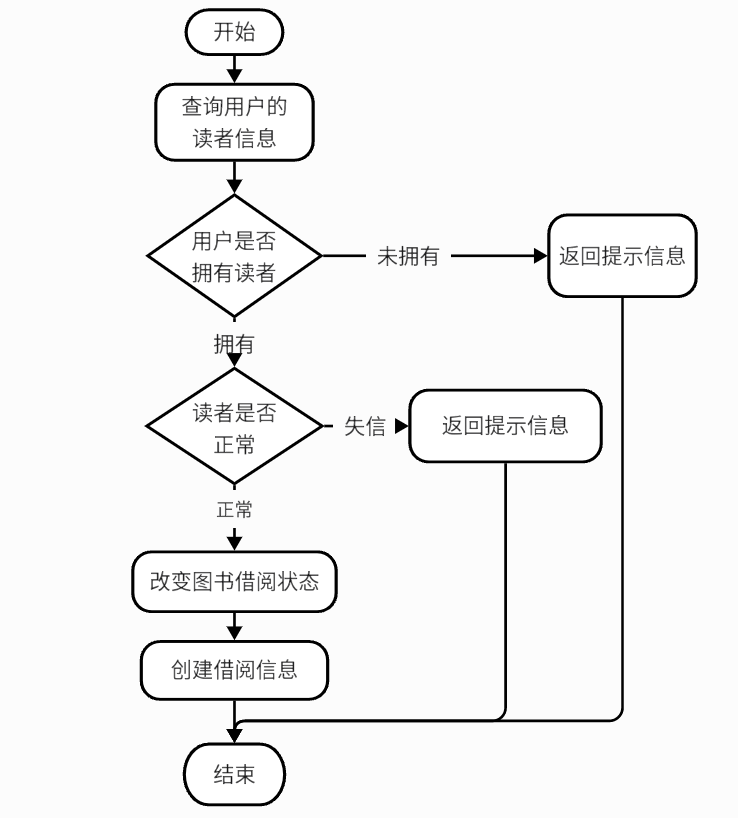 开始
查询用户的
读者信息
用户是否
拥有读者
未拥有
返回提示信息
拥有
读者是否
正常
失信
返回提示信息
正常
改变图书借阅状态
创建借阅信息
结束